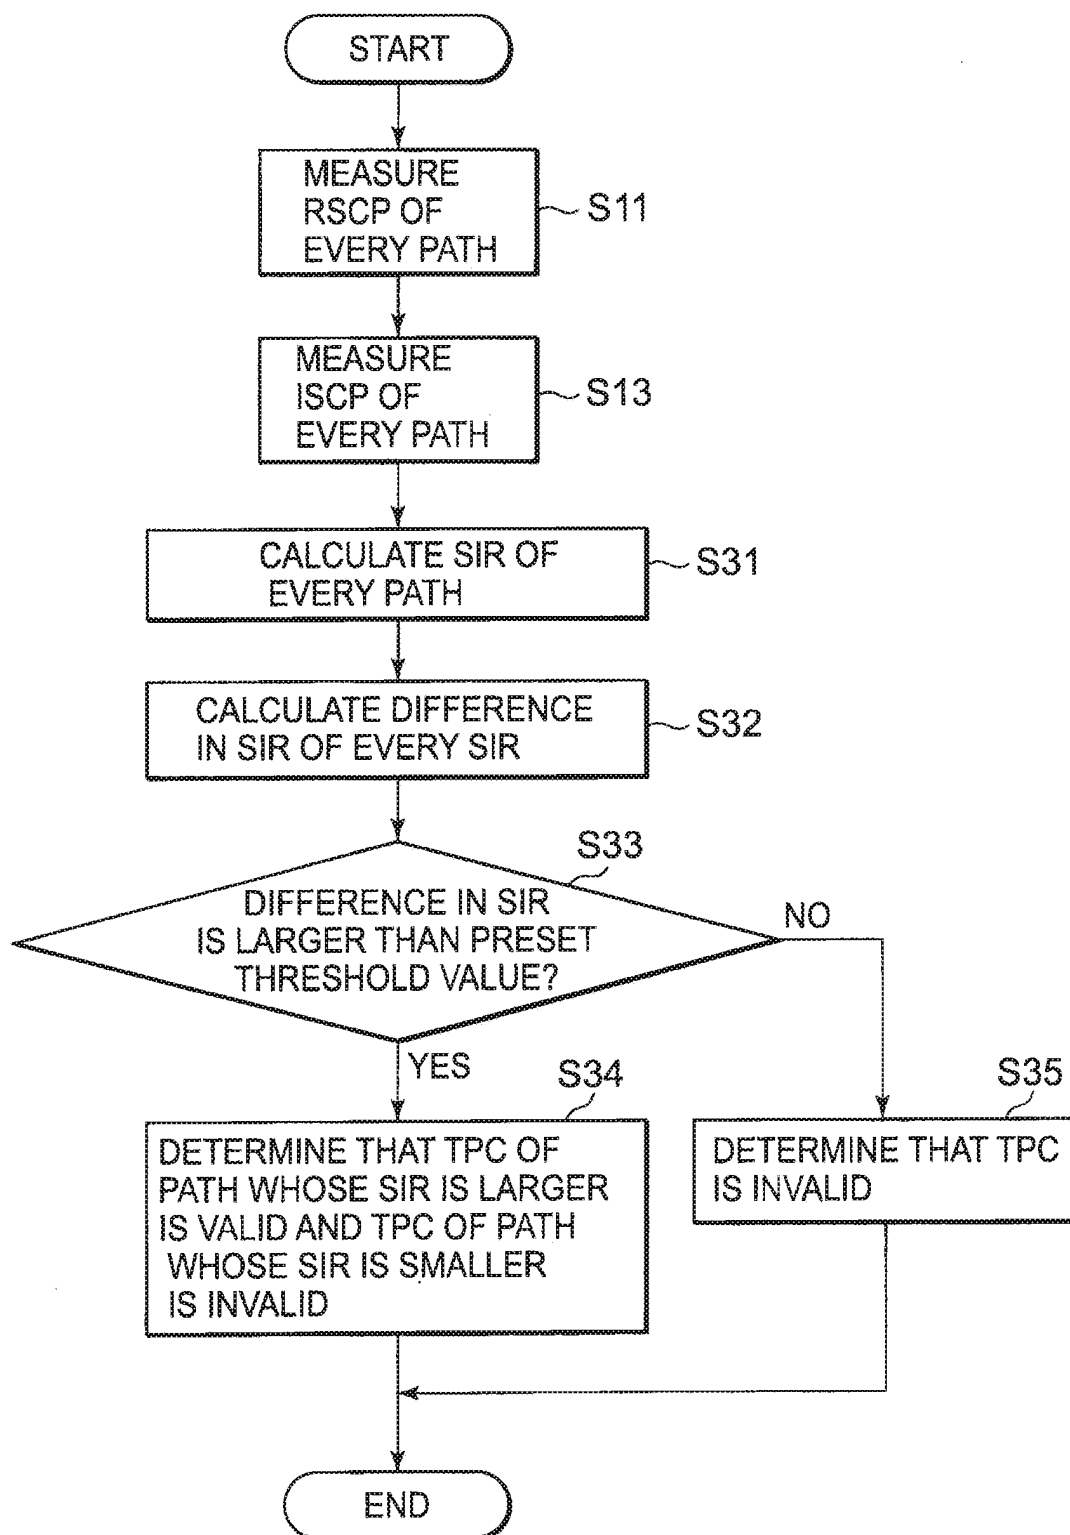 START
MEASURE
RSCP OF
EVERY PATH
S11
MEASURE
ISCP OF
EVERY PATH
S13
CALCULATE SIR OF
EVERY PATH
S31
CALCULATE DIFFERENCE
IN SIR OF EVERY SIR
S32
S33
DIFFERENCE IN SIR
IS LARGER THAN PRESET
THRESHOLD VALUE?
NO
YES
S34
DETERMINE THAT TPC OF
PATH WHOSE SIR IS LARGER
IS VALID AND TPC OF PATH
WHOSE SIR IS SMALLER
IS INVALID
S35
DETERMINE THAT TPC
IS INVALID
END